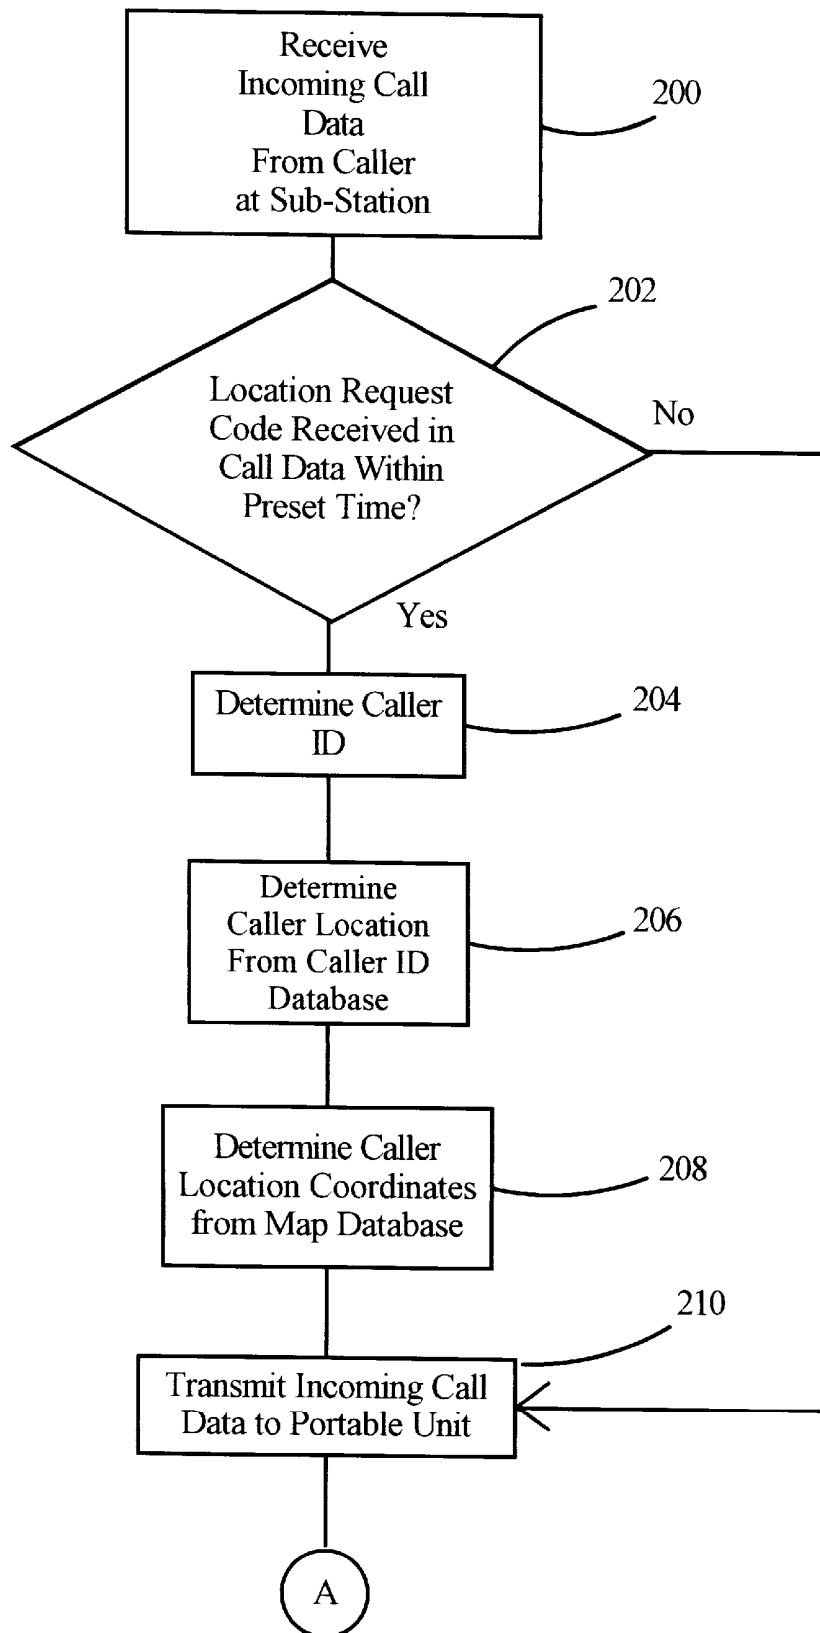 Receive
Incoming Call
Data
From Caller
at Sub-Station
200
202
Location Request
Code Received in
Call Data Within
Preset Time?
No
Yes
Determine Caller
ID
204
Determine
Caller Location
From Caller ID
Database
206
Determine Caller
Location Coordinates
from Map Database
208
210
Transmit Incoming Call
Data to Portable Unit
A